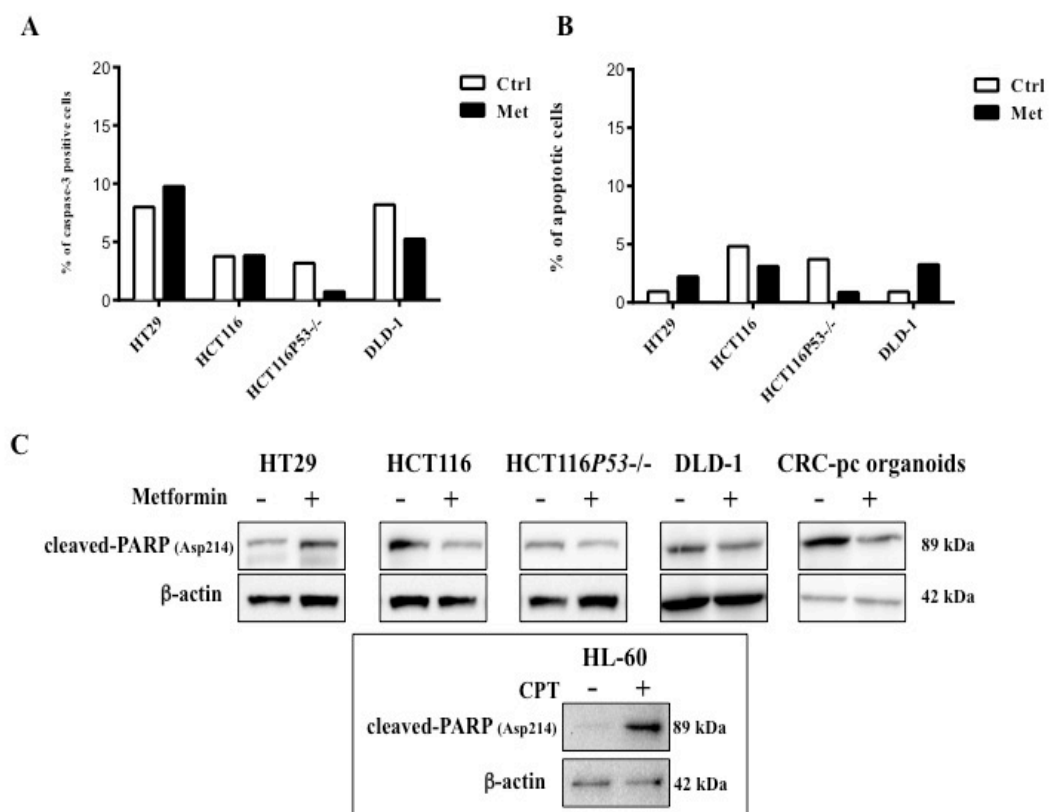 A
% of caspase-3 positive cells
20
15
10
5
0
HT29
HCT116
HCT116P53-/-
DLD-1
Ctrl
Met
B
% of apoptotic cells
20
15
10
5
0
HT29
HCT116
HCT116P53-/-
DLD-1
Ctrl
Met
C
HT29 HCT116 HCT116P53-/- DLD-1 CRC-pc organoids
Metformin - + - + - + - + - +
cleaved-PARP (Asp214) 89 kDa
β-actin 42 kDa
HL-60
CPT - +
cleaved-PARP (Asp214) 89 kDa
β-actin 42 kDa